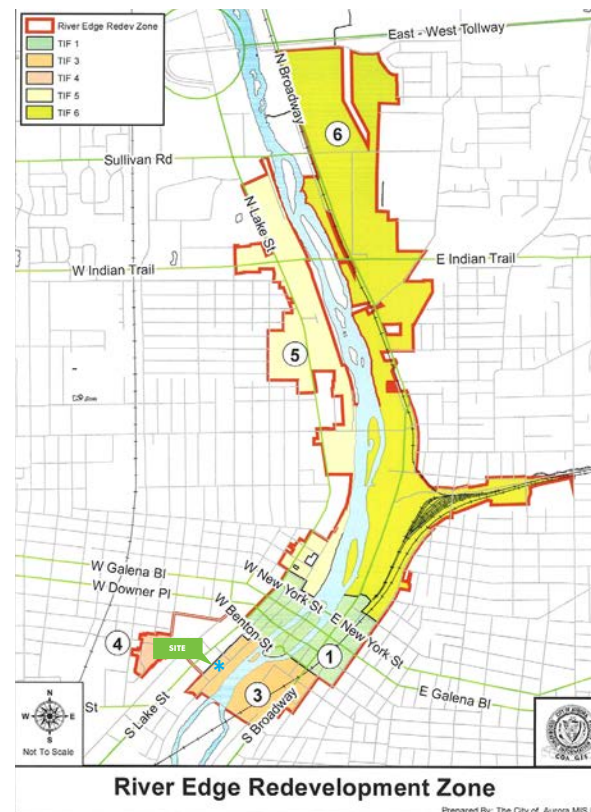 River Edge Redev Zone
TIF 1
TIF 3
TIF 4
TIF 5
TIF 6
East - West Tollway
N Broadway
6
Sullivan Rd
N Lake St
W Indian Trail
E Indian Trail
5
W Galena Bl
W Downer Pl
W New York St
E New York St
W Benton St
4
SITE
1
3
E Galena Bl
St
S Lake St
S Broadway
N
W
E
S
Not To Scale
COA GIS
River Edge Redevelopment Zone
Prepared By: The City of Aurora MIS